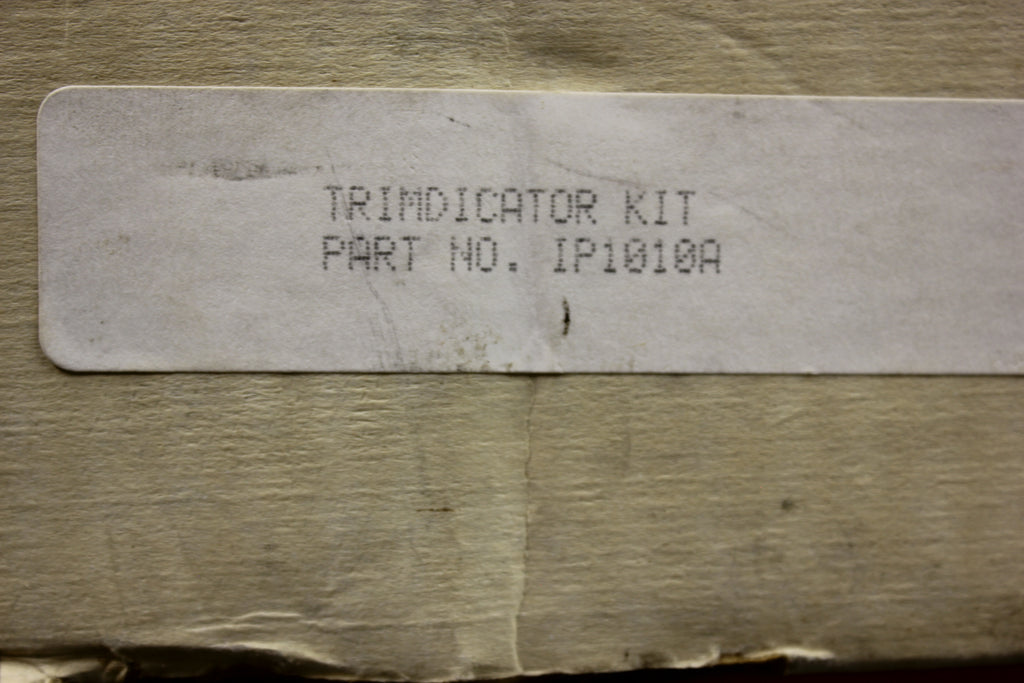 TRIMDICATOR KIT
PART NO. IP1010A